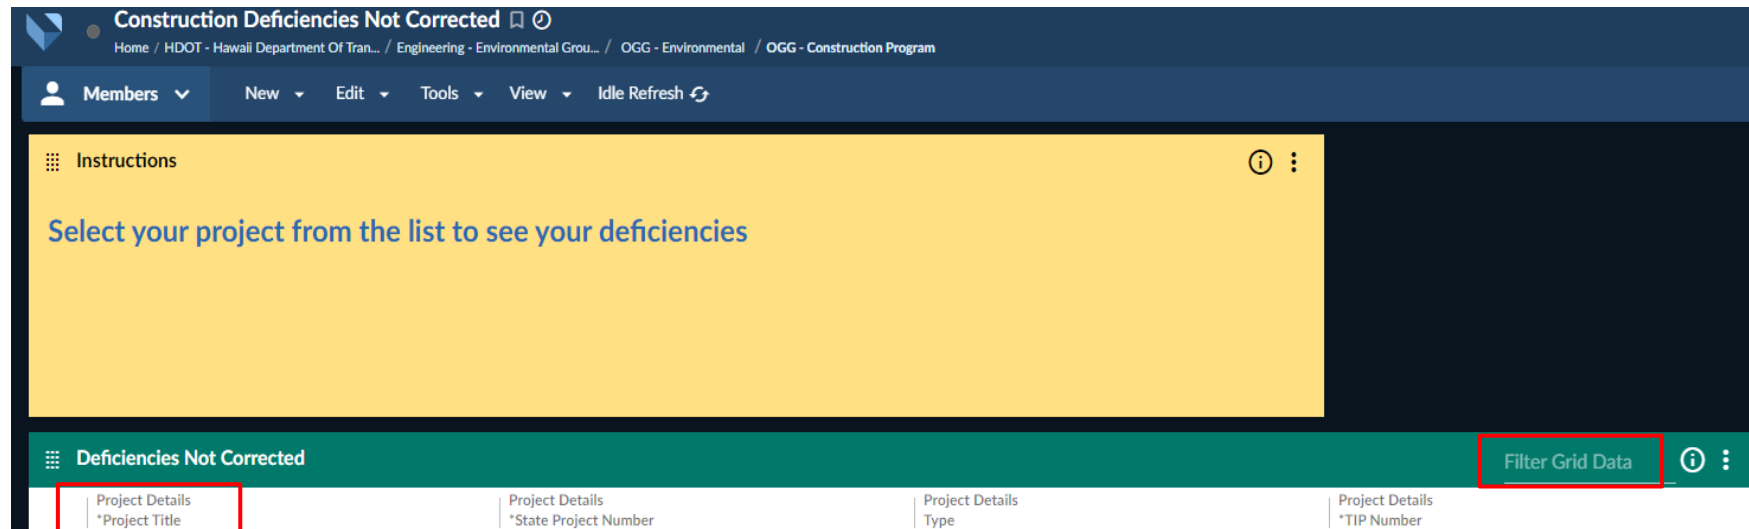 Construction Deficiencies Not Corrected
Home / HDOT - Hawaii Department Of Tran... / Engineering - Environmental Grou... / OGG - Environmental / OGG - Construction Program
Members New Edit Tools View Idle Refresh
Instructions
Select your project from the list to see your deficiencies
Deficiencies Not Corrected Filter Grid Data
Project Details Project Details Project Details Project Details
*Project Title *State Project Number Type *TIP Number